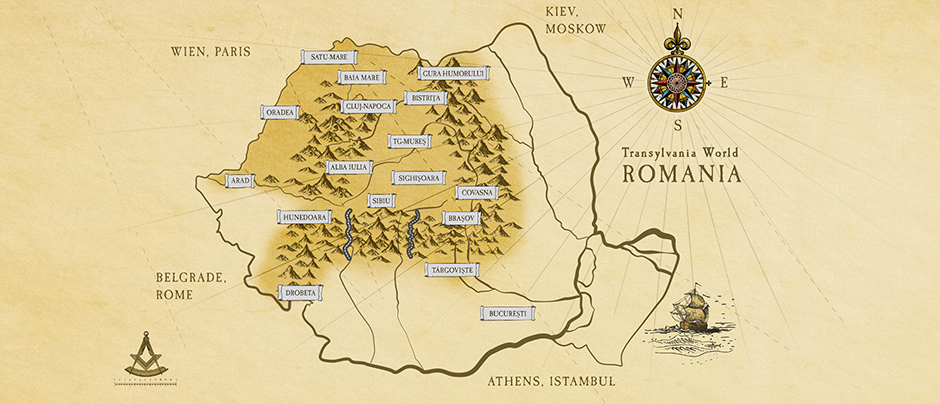 KIEV,
MOSKOW
WIEN, PARIS
N
W
E
S
SATU-MARE
BAIA MARE
GURA HUMORULUI
ORADEA
CLUJ-NAPOCA
BISTRIȚA
TG-MUREȘ
ALBA IULIA
ARAD
SIGHIȘOARA
COVASNA
SIBIU
HUNEDOARA
BRAȘOV
TÂRGOVIȘTE
DROBETA
BUCUREȘTI
Transylvania World
ROMANIA
BELGRADE,
ROME
ATHENS, ISTAMBUL